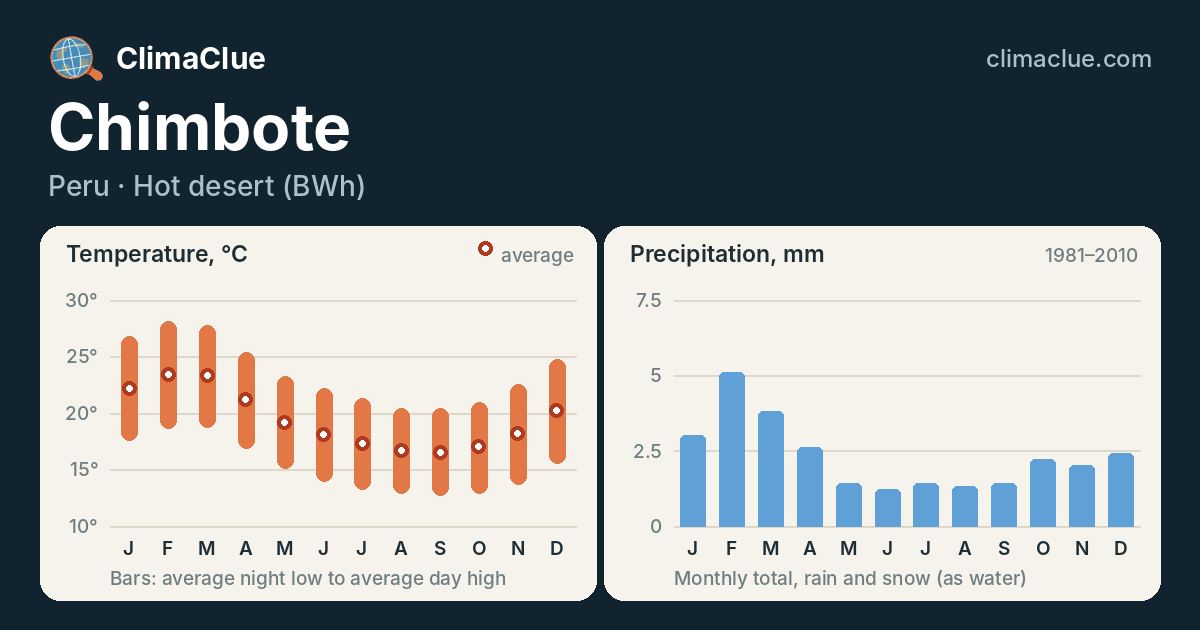 ClimaClue
climaclue.com
Chimbote
Peru · Hot desert (BWh)
Temperature, °C
average
30°
25°
20°
15°
10°
J F M A M J J A S O N D
Bars: average night low to average day high
Precipitation, mm
1981–2010
7.5
5
2.5
0
J F M A M J J A S O N D
Monthly total, rain and snow (as water)